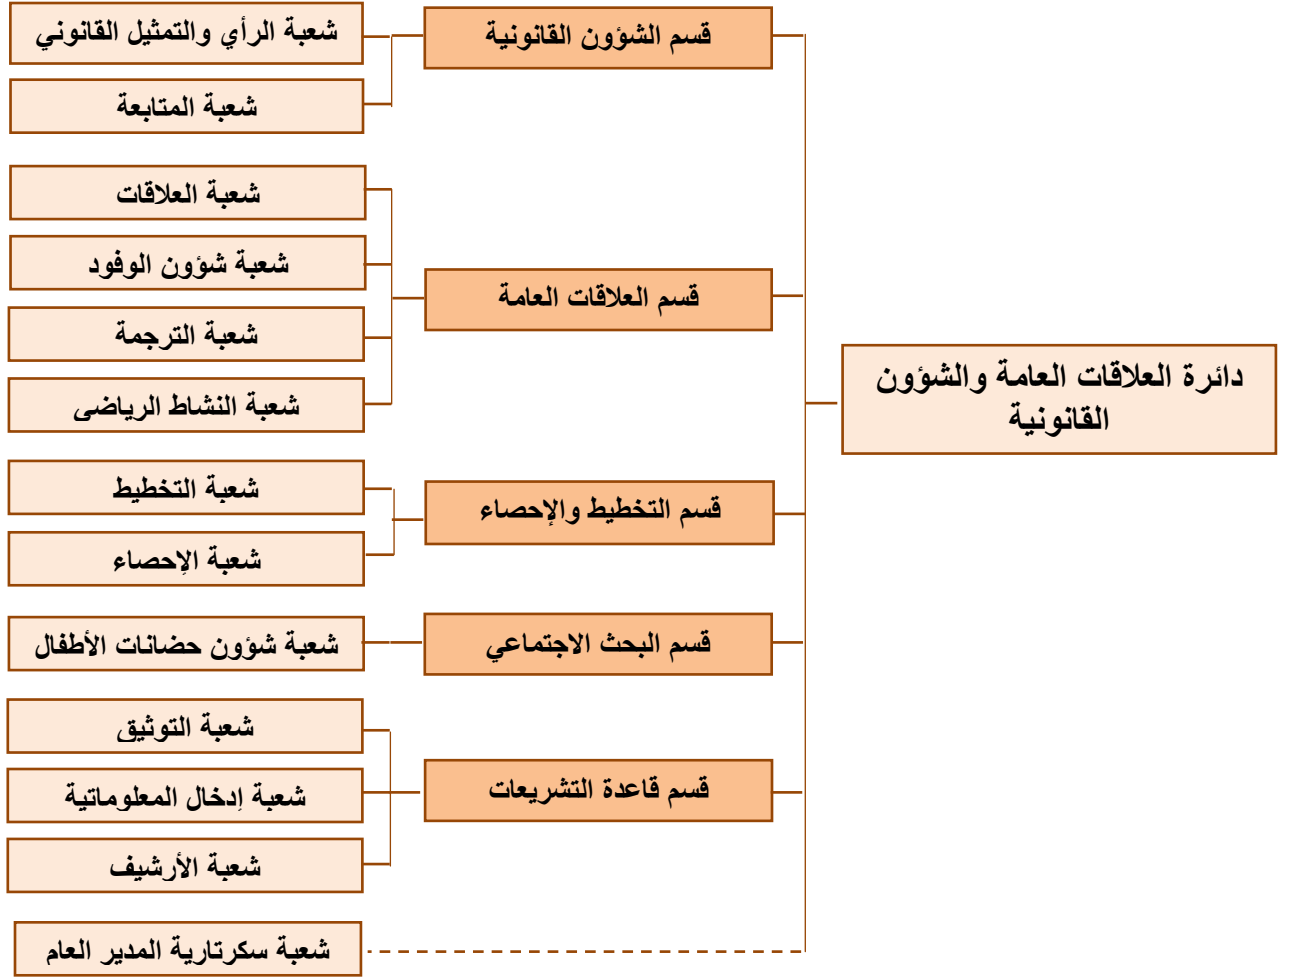 دائرة العلاقات العامة والشؤون
القانونية
قسم الشؤون القانونية
شعبة الرأي والتمثيل القانوني
شعبة المتابعة
قسم العلاقات العامة
شعبة العلاقات
شعبة شؤون الوفود
شعبة الترجمة
شعبة النشاط الرياضي
قسم التخطيط والإحصاء
شعبة التخطيط
شعبة الإحصاء
قسم البحث الاجتماعي
شعبة شؤون حضانات الأطفال
قسم قاعدة التشريعات
شعبة التوثيق
شعبة إدخال المعلوماتية
شعبة الأرشيف
شعبة سكرتارية المدير العام